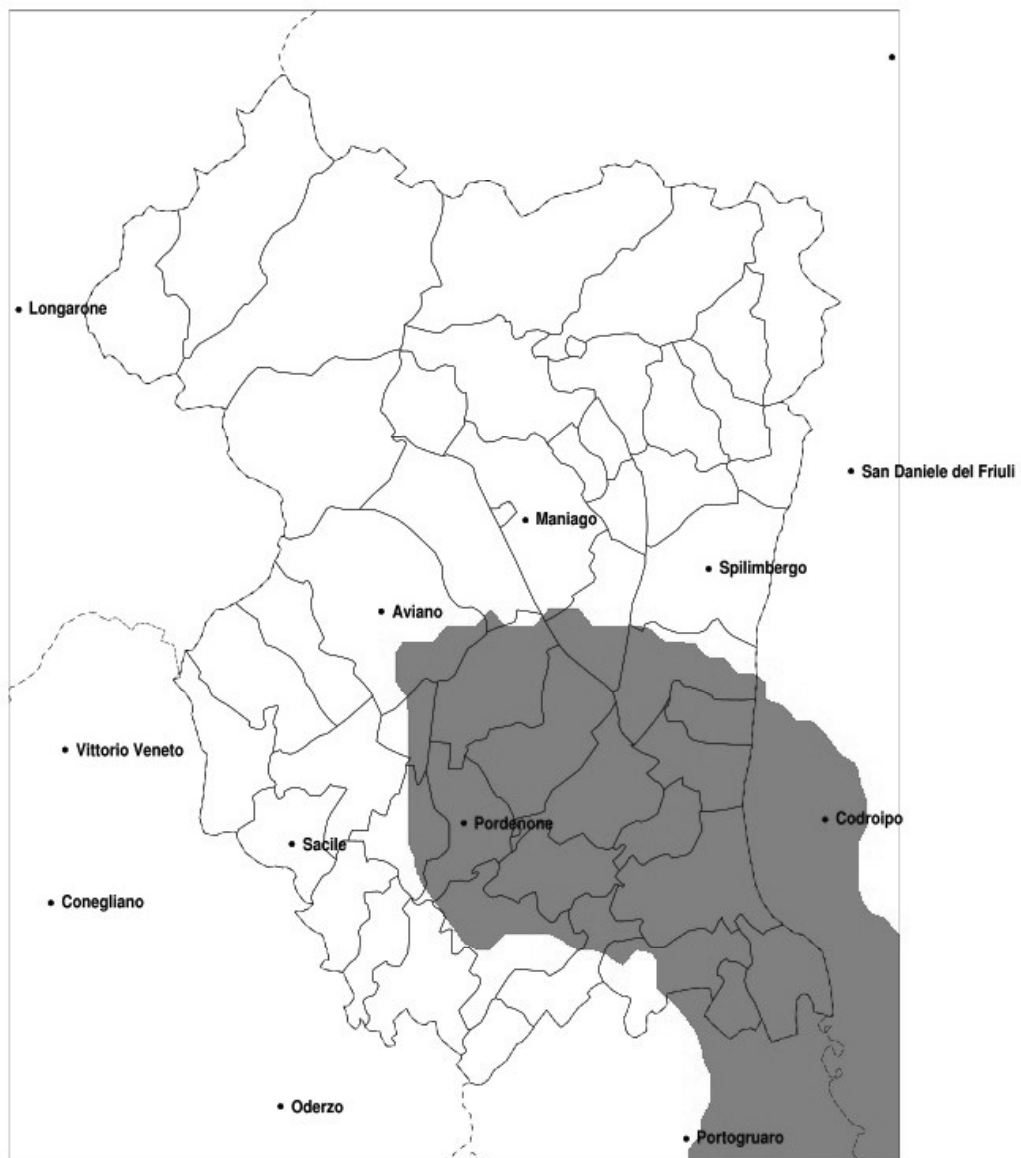 Longarone
San Daniele del Friuli
Maniago
Spilimbergo
Aviano
Vittorio Veneto
Pordenone
Codroipo
Sacile
Conegliano
Oderzo
Portogruaro